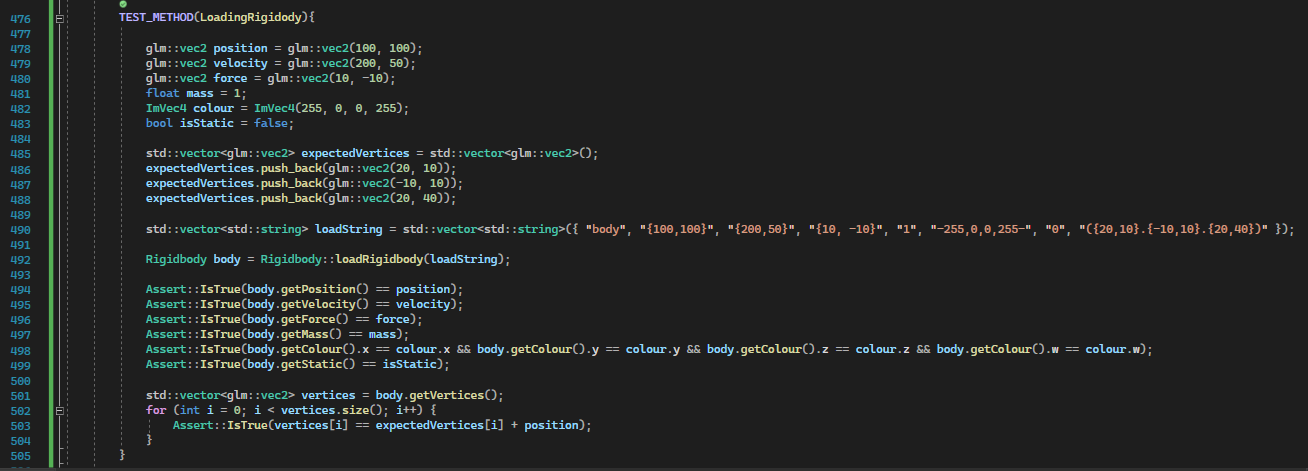 476 TEST_METHOD(LoadingRigidody){
477
478 glm::vec2 position = glm::vec2(100, 100);
479 glm::vec2 velocity = glm::vec2(200, 50);
480 glm::vec2 force = glm::vec2(10, -10);
481 float mass = 1;
482 ImVec4 colour = ImVec4(255, 0, 0, 255);
483 bool isStatic = false;
484
485 std::vector<glm::vec2> expectedVertices = std::vector<glm::vec2>();
486 expectedVertices.push_back(glm::vec2(20, 10));
487 expectedVertices.push_back(glm::vec2(-10, 10));
488 expectedVertices.push_back(glm::vec2(20, 40));
489
490 std::vector<std::string> loadString = std::vector<std::string>({ "body", "{100,100}", "{200,50}", "{10, -10}", "1", "-255,0,0,255-", "0", "({20,10}.{-10,10}.{20,40})" });
491
492 Rigidbody body = Rigidbody::loadRigidbody(loadString);
493
494 Assert::IsTrue(body.getPosition() == position);
495 Assert::IsTrue(body.getVelocity() == velocity);
496 Assert::IsTrue(body.getForce() == force);
497 Assert::IsTrue(body.getMass() == mass);
498 Assert::IsTrue(body.getColour().x == colour.x && body.getColour().y == colour.y && body.getColour().z == colour.z && body.getColour().w == colour.w);
499 Assert::IsTrue(body.getStatic() == isStatic);
500
501 std::vector<glm::vec2> vertices = body.getVertices();
502 for (int i = 0; i < vertices.size(); i++) {
503 Assert::IsTrue(vertices[i] == expectedVertices[i] + position);
504 }
505 }